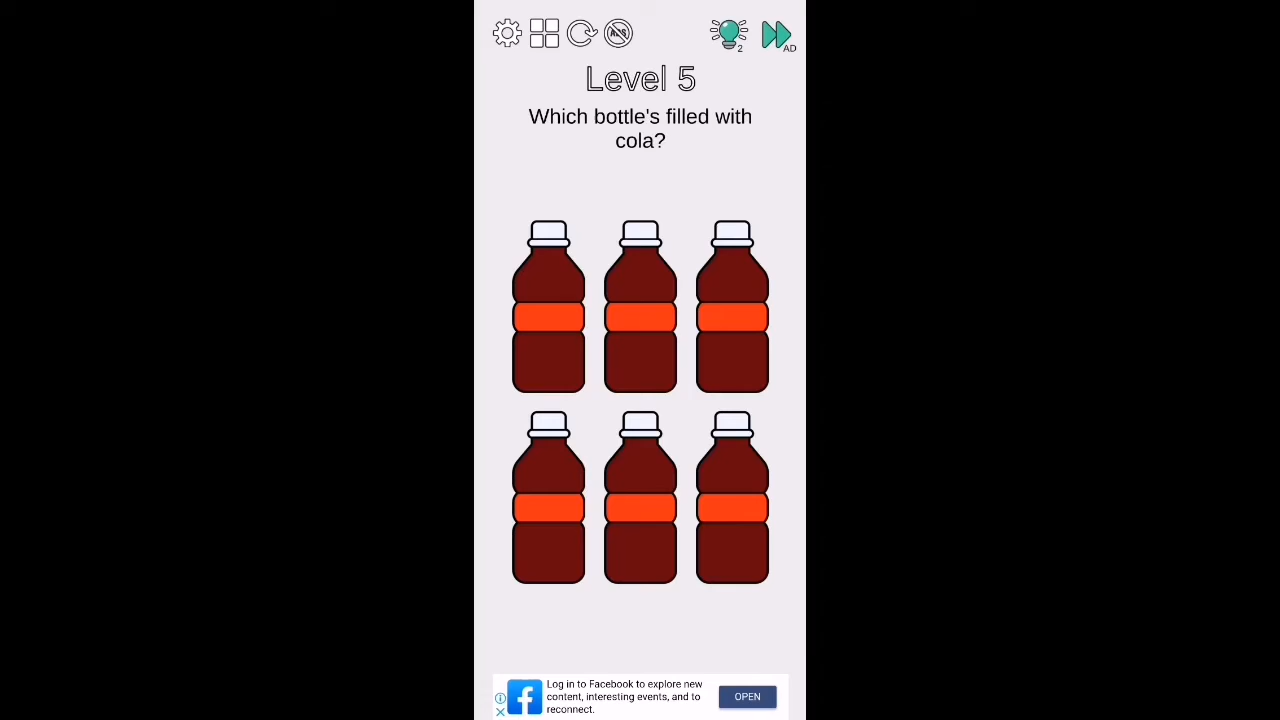 2
AD
Level 5
Which bottle's filled with
cola?
Log in to Facebook to explore new
content, interesting events, and to
reconnect.
OPEN